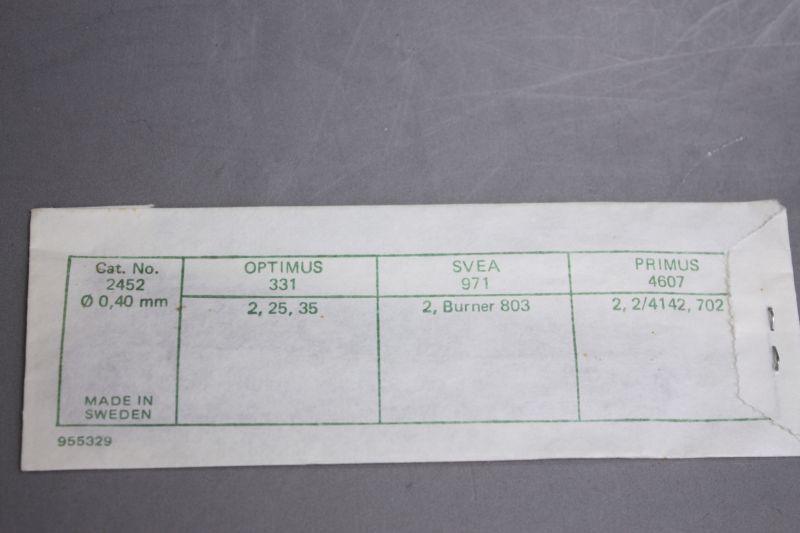 Cat. No.
2452
Ø 0,40 mm
MADE IN
SWEDEN
OPTIMUS
331
2, 25, 35
SVEA
971
2, Burner 803
PRIMUS
4607
2, 2/4142, 702
955329